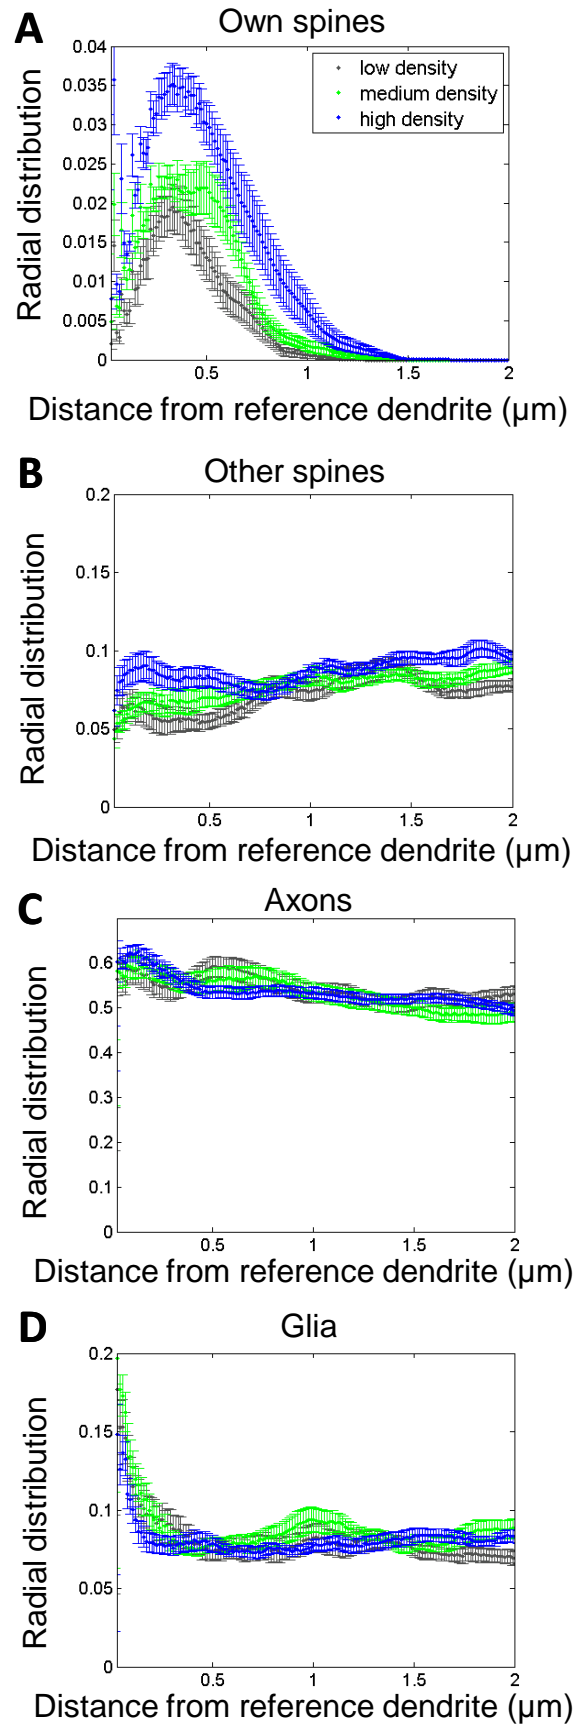 A
Own spines
Radial distribution
0.04
0.035
0.03
0.025
0.02
0.015
0.01
0.005
0
low density
medium density
high density
0.5
1
1.5
2
Distance from reference dendrite (µm)
B
Other spines
Radial distribution
0.2
0.15
0.1
0.05
0
0.5
1
1.5
2
Distance from reference dendrite (µm)
C
Axons
Radial distribution
0.6
0.5
0.4
0.3
0.2
0.1
0
0.5
1
1.5
2
Distance from reference dendrite (µm)
D
Glia
Radial distribution
0.2
0.15
0.1
0.05
0
0.5
1
1.5
2
Distance from reference dendrite (µm)